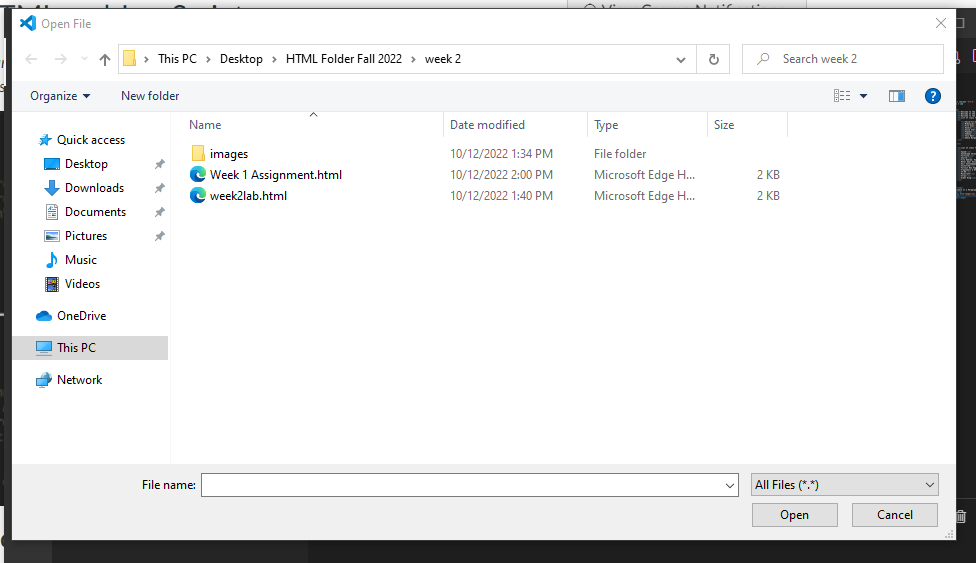 Open File
This PC > Desktop > HTML Folder Fall 2022 > week 2
Search week 2
Organize
New folder
Name Date modified Type Size
images 10/12/2022 1:34 PM File folder
Week 1 Assignment.html 10/12/2022 2:00 PM Microsoft Edge H... 2 KB
week2lab.html 10/12/2022 1:40 PM Microsoft Edge H... 2 KB
Quick access
Desktop
Downloads
Documents
Pictures
Music
Videos
OneDrive
This PC
Network
File name:
All Files (*.*)
Open
Cancel